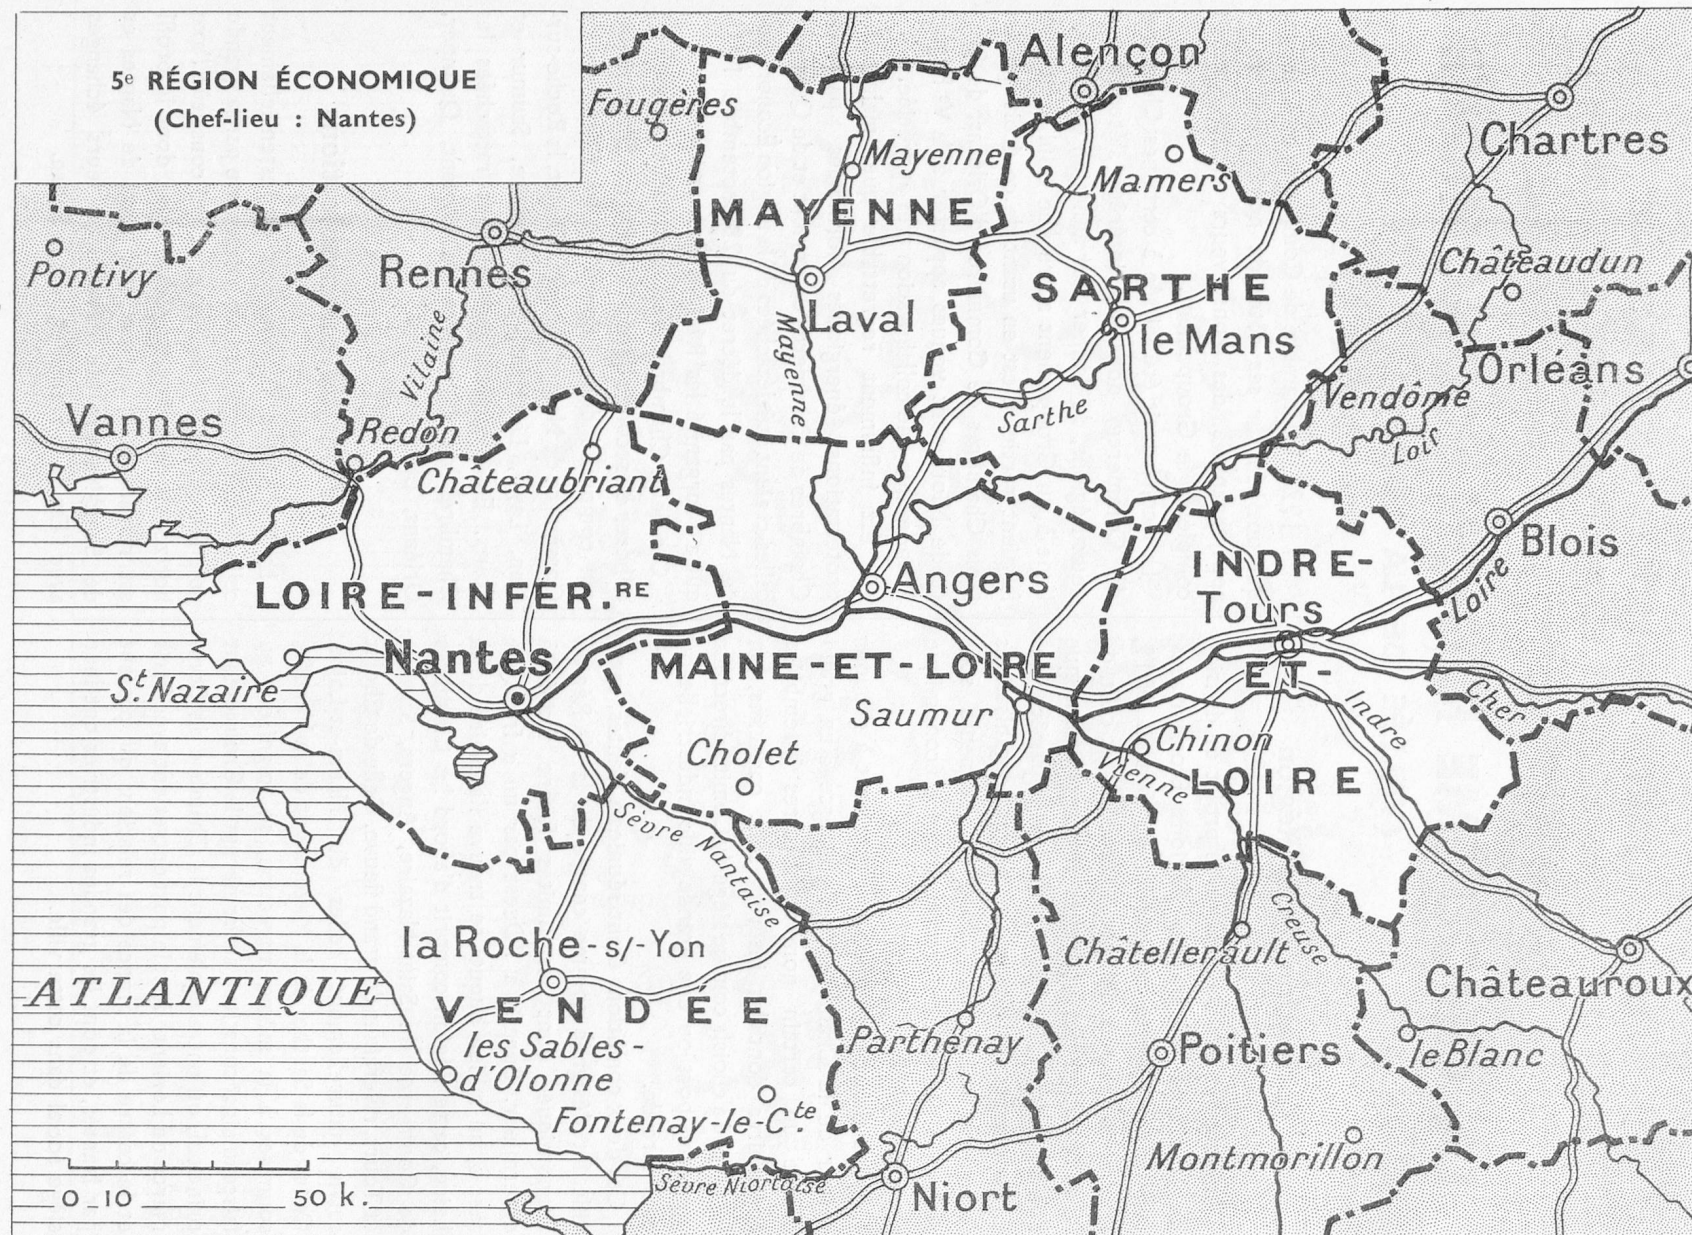 5e RÉGION ÉCONOMIQUE
(Chef-lieu : Nantes)
Alençon
Fougères
Chartres
Mayenne
Mamers
MAYENNE
Pontivy
Rennes
Châteaudun
SARTHE
Laval
le Mans
Vilaine
Mayenne
Orléans
Vendôme
Sarthe
Vannes
Redon
Loir
Châteaubriant
Blois
INDRE-
Angers
LOIRE-INFÉR.RE
Loire
Tours
Nantes
MAINE-ET-LOIRE
ET-
St. Nazaire
Cher
Indre
Saumur
Cholet
Chinon
Vienne
LOIRE
Sèvre Nantaise
Creuse
la Roche-s/-Yon
Châtellerault
ATLANTIQUE
Châteauroux
VENDÉE
Parthenay
les Sables-
d'Olonne
Poitiers
le Blanc
Fontenay-le-Cte.
Montmorillon
Sèvre Niortaise
Niort
0 10 50 k.